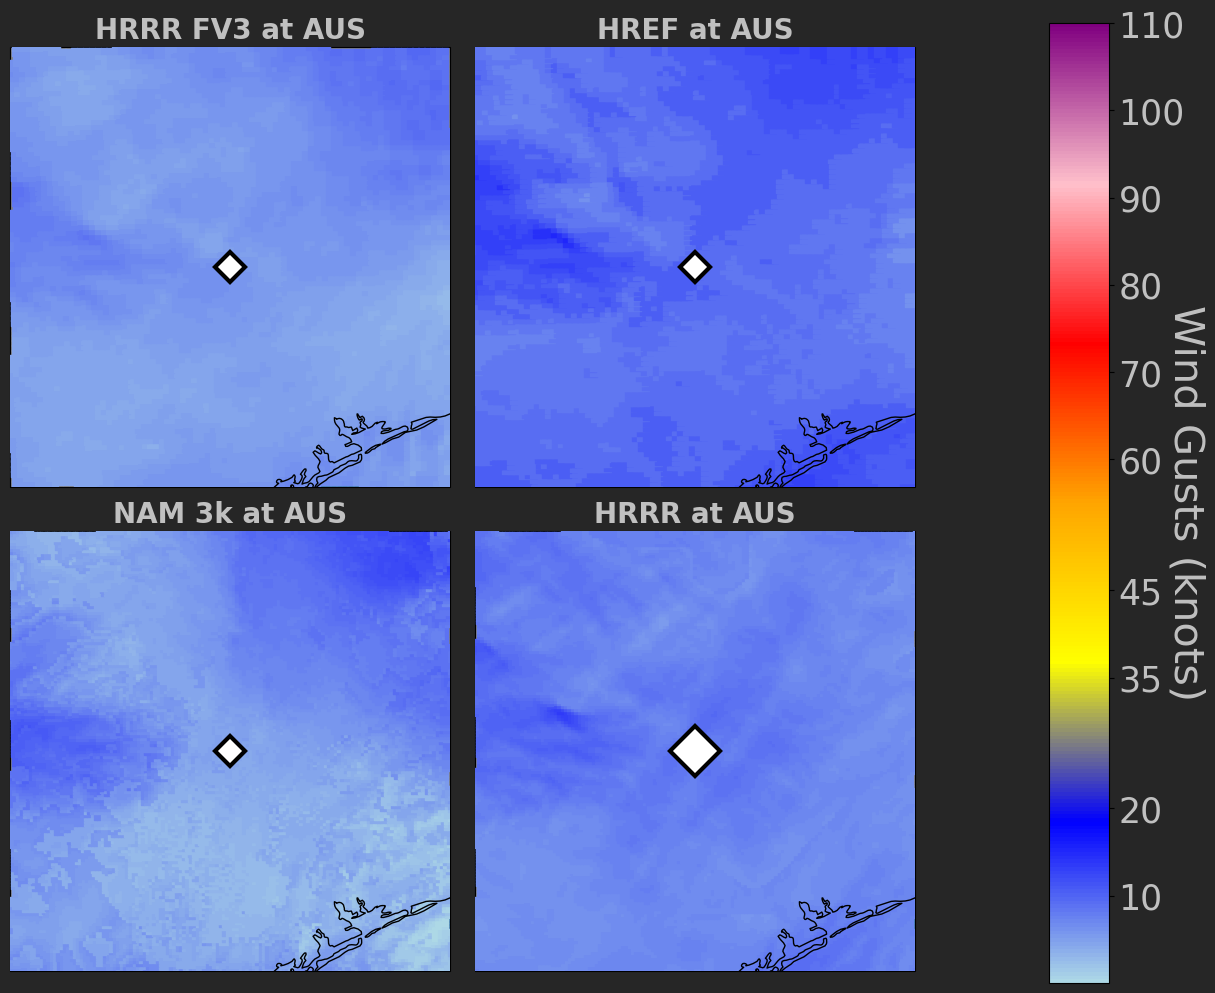 HRRR FV3 at AUS
HREF at AUS
NAM 3k at AUS
HRRR at AUS
110
100
90
80
70
60
45
35
20
10
Wind Gusts (knots)